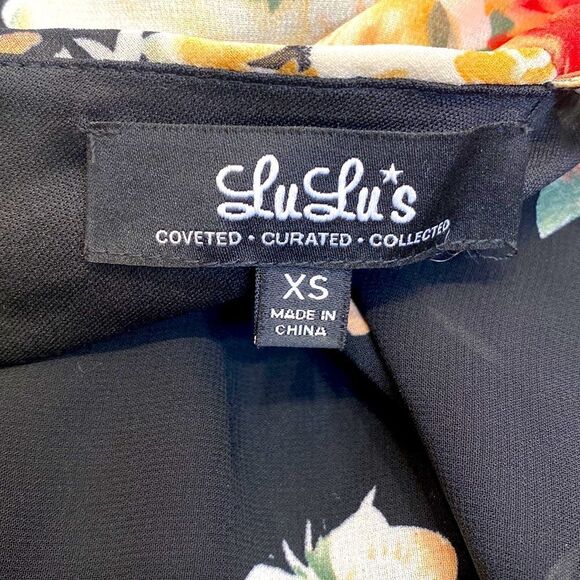 LuLu's
COVETED · CURATED · COLLECTED
XS
MADE IN
CHINA